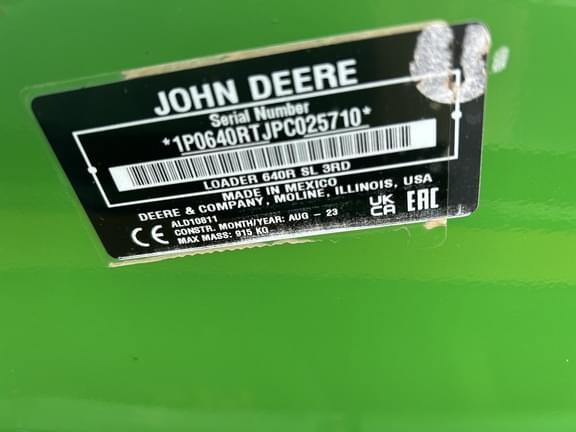 JOHN DEERE
Serial Number
*1P0640RTJPC025710*
LOADER 640R SL 3RD
MADE IN MEXICO
DEERE & COMPANY, MOLINE, ILLINOIS, USA
ALD10811
CONSTR. MONTH/YEAR: AUG - 23
MAX MASS: 915 KG
CE
UK
CA
EAC